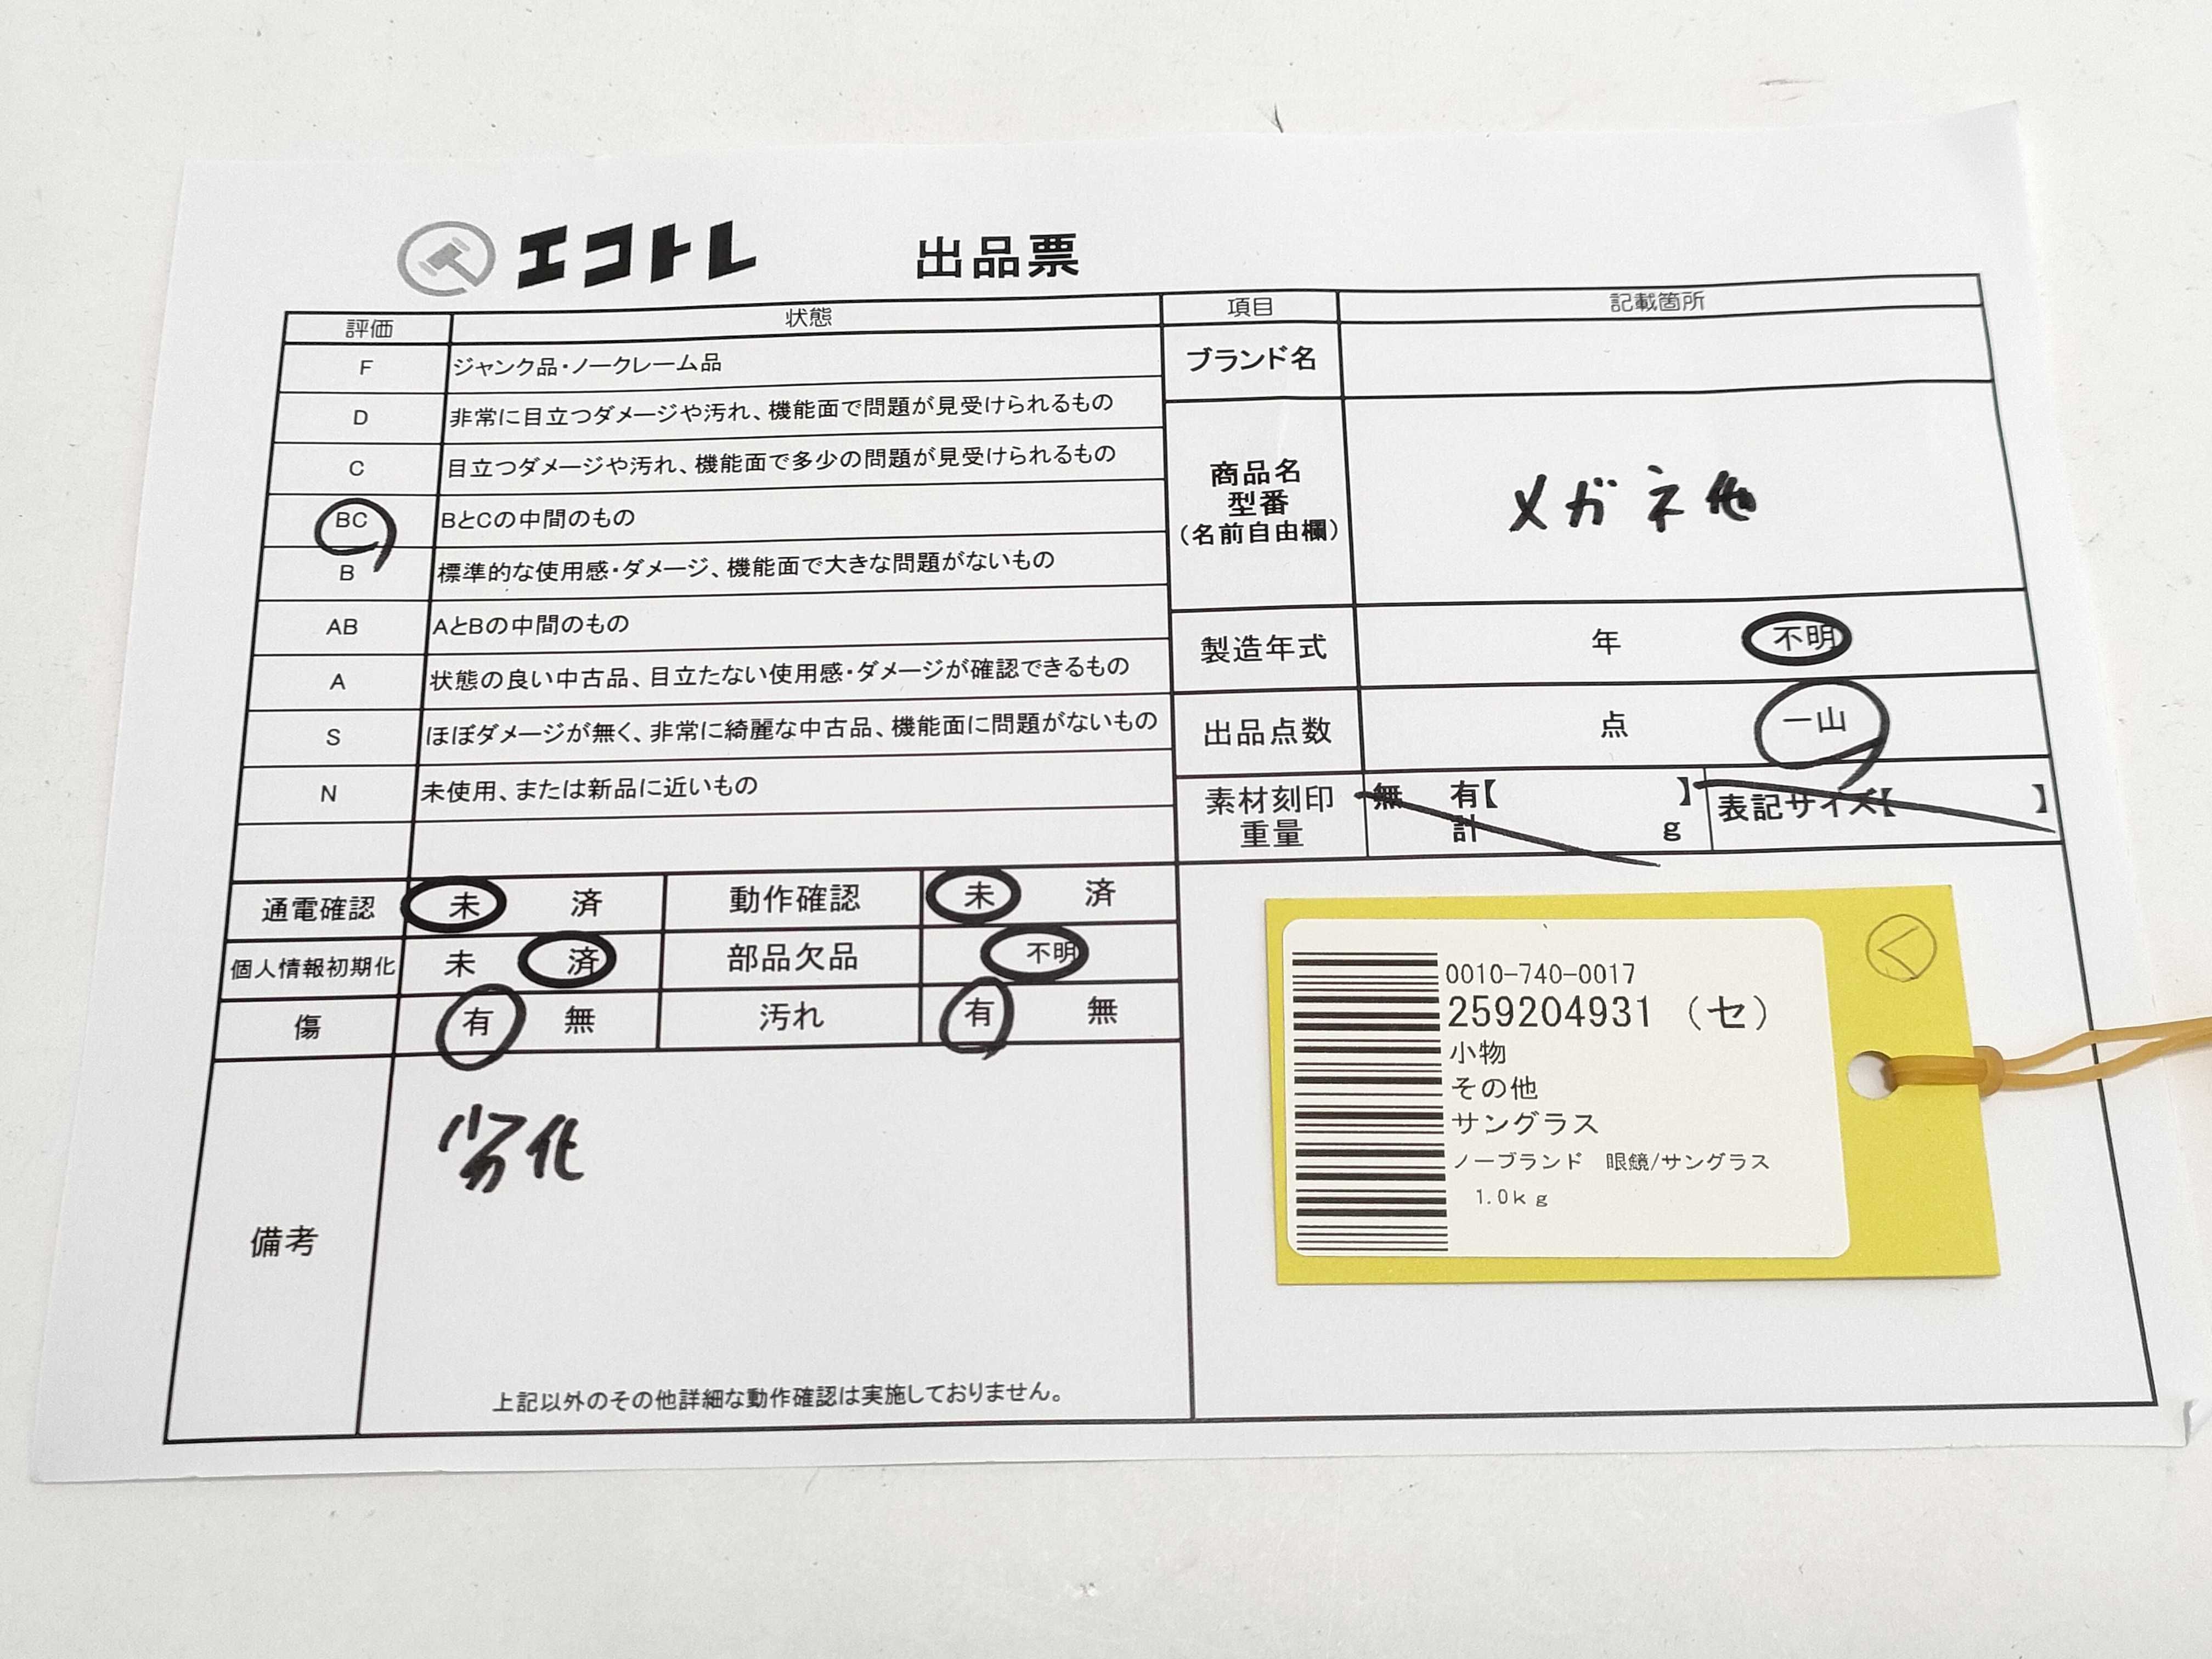 エコトレ 出品票
評価 状態
F ジャンク品・ノークレーム品
D 非常に目立つダメージや汚れ、機能面で問題が見受けられるもの
C 目立つダメージや汚れ、機能面で多少の問題が見受けられるもの
BC BとCの中間のもの
B 標準的な使用感・ダメージ、機能面で大きな問題がないもの
AB AとBの中間のもの
A 状態の良い中古品、目立たない使用感・ダメージが確認できるもの
S ほぼダメージが無く、非常に綺麗な中古品、機能面に問題がないもの
N 未使用、または新品に近いもの
通電確認 未 済 動作確認 未 済
個人情報初期化 未 済 部品欠品 不明
傷 有 無 汚れ 有 無
備考
劣化
上記以外のその他詳細な動作確認は実施しておりません。
項目 記載箇所
ブランド名
商品名
型番
(名前自由欄)
メガネ他
製造年式 年 不明
出品点数 点 一山
素材刻印 無 有【 】 表記サイズ【 】
重量 計 g
0010-740-0017
259204931 (セ)
小物
その他
サングラス
ノーブランド 眼鏡/サングラス
1.0kg
く